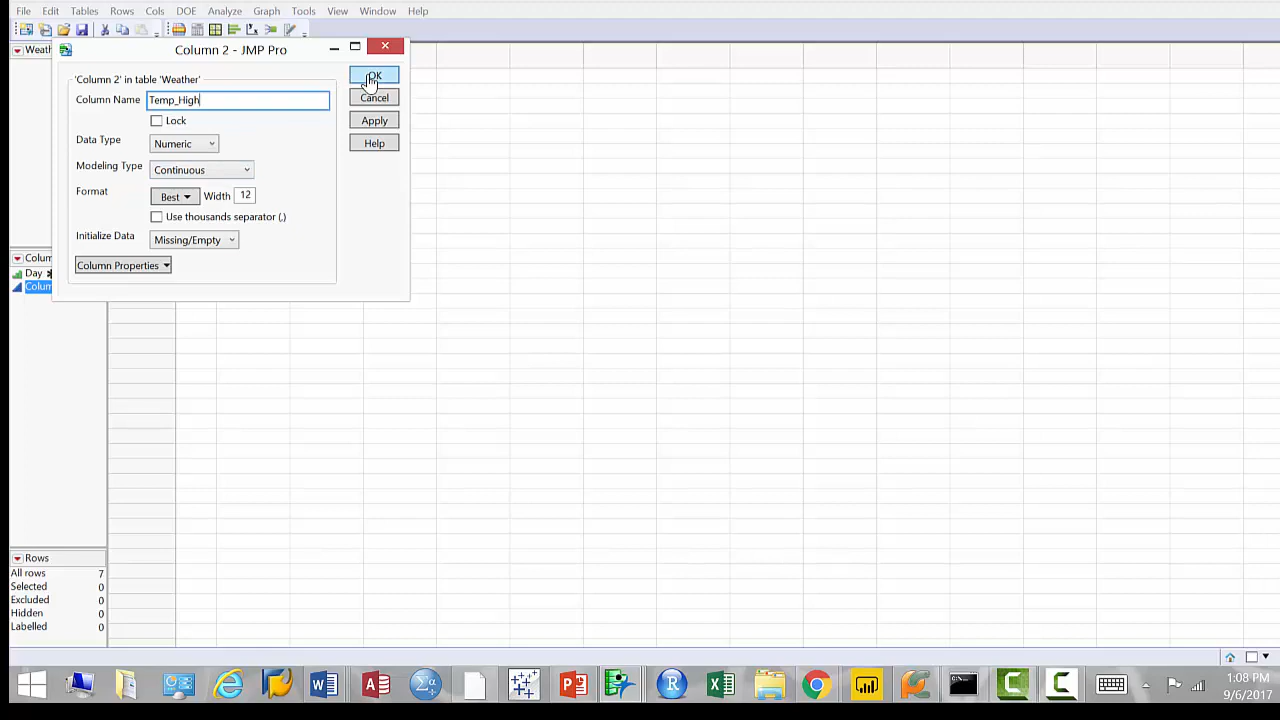 File Edit Tables Rows Cols DOE Analyze Graph Tools View Window Help
Weath
Column 2 - JMP Pro
'Column 2' in table 'Weather'
Column Name Temp_High
Lock
Data Type Numeric
Modeling Type Continuous
Format Best Width 12
Use thousands separator (,)
Initialize Data Missing/Empty
Column Properties
OK
Cancel
Apply
Help
Colum
Day
Colum
Rows
All rows 7
Selected 0
Excluded 0
Hidden 0
Labelled 0
1:08 PM
9/6/2017